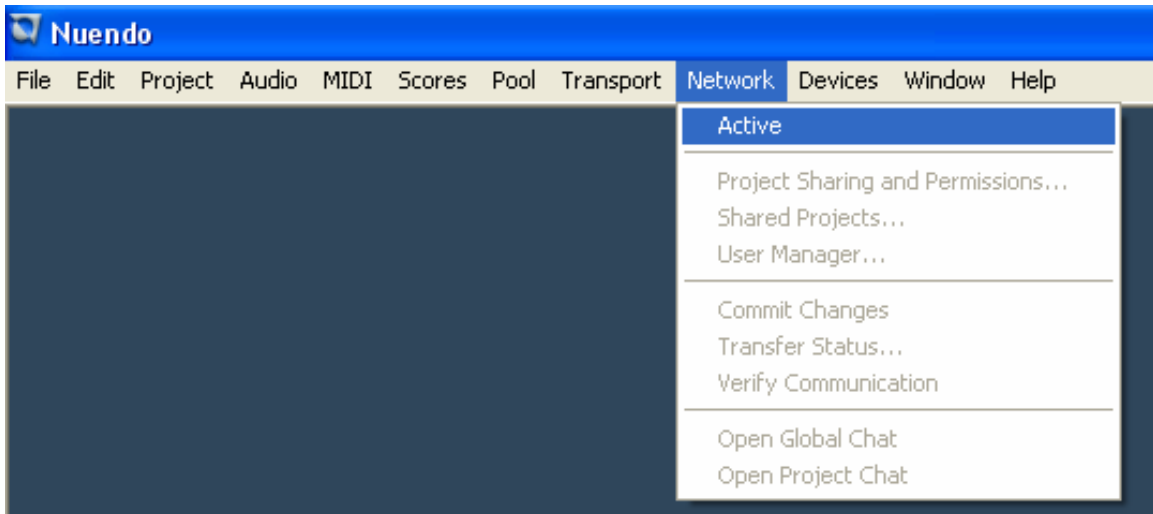 Nuendo
File Edit Project Audio MIDI Scores Pool Transport Network Devices Window Help
Active
Project Sharing and Permissions...
Shared Projects...
User Manager...
Commit Changes
Transfer Status...
Verify Communication
Open Global Chat
Open Project Chat